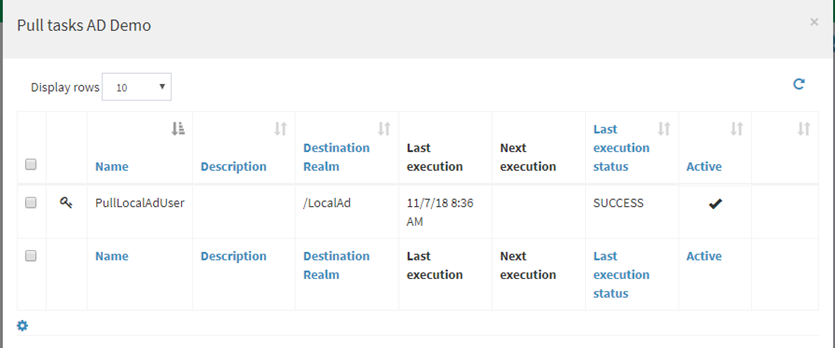 Pull tasks AD Demo
×
Display rows 10
Name
Description
Destination
Realm
Last
execution
Next
execution
Last
execution
status
Active
PullLocalAdUser
/LocalAd
11/7/18 8:36
AM
SUCCESS
Name
Description
Destination
Realm
Last
execution
Next
execution
Last
execution
status
Active